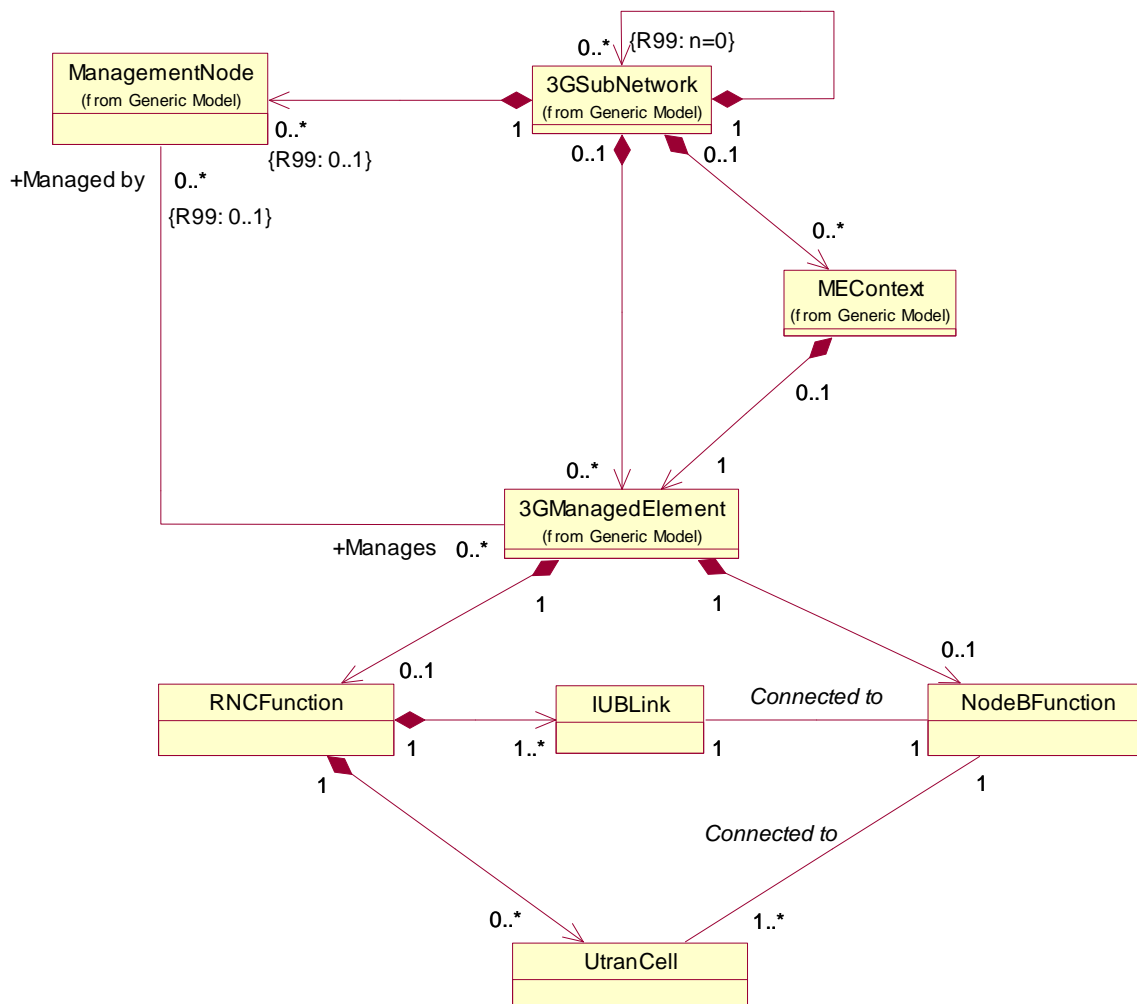 0..*
{R99: n=0}
ManagementNode
(from Generic Model)
3GSubNetwork
(from Generic Model)
0..*
{R99: 0..1}
1
1
0..1
0..1
+Managed by
0..*
{R99: 0..1}
0..*
MEContext
(from Generic Model)
0..1
1
0..*
3GManagedElement
(from Generic Model)
+Manages
0..*
1
1
0..1
0..1
RNCFunction
IUBLink
Connected to
NodeBFunction
1
1..*
1
1
1
1
Connected to
0..*
1..*
UtranCell